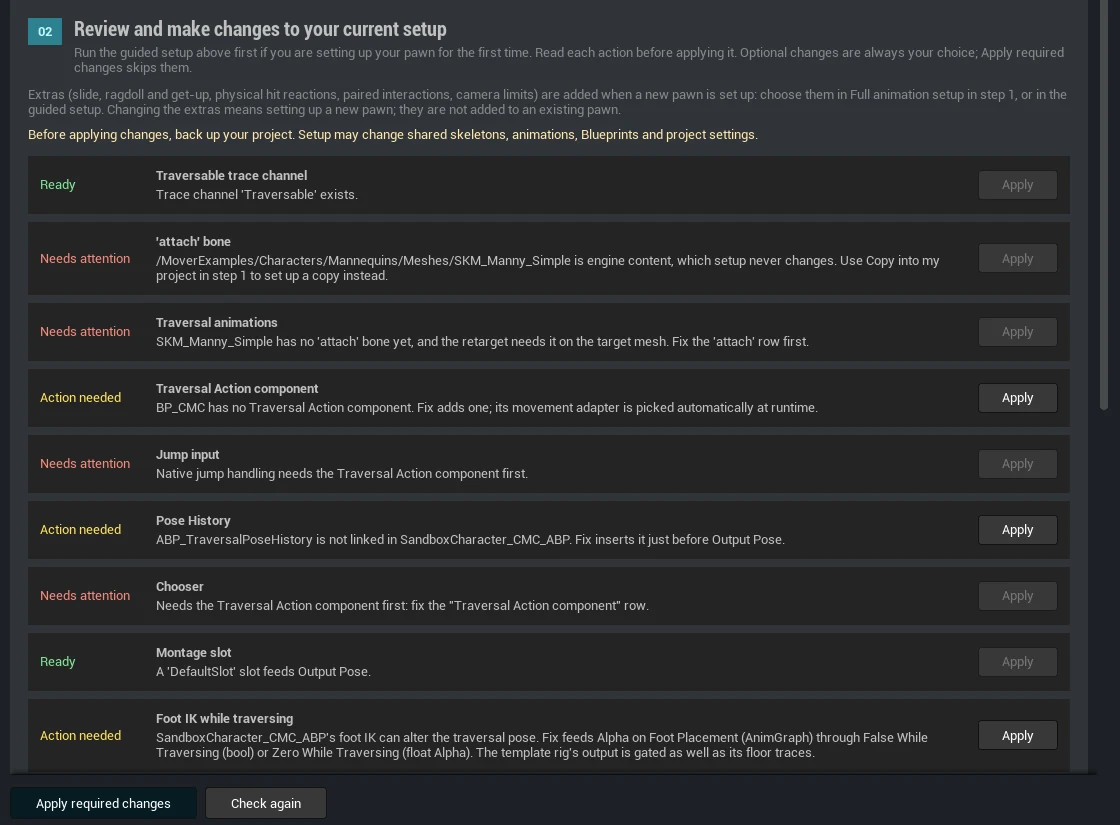 02
Review and make changes to your current setup
Run the guided setup above first if you are setting up your pawn for the first time. Read each action before applying it. Optional changes are always your choice; Apply required
changes skips them.
Extras (slide, ragdoll and get-up, physical hit reactions, paired interactions, camera limits) are added when a new pawn is set up: choose them in Full animation setup in step 1, or in the
guided setup. Changing the extras means setting up a new pawn; they are not added to an existing pawn.
Before applying changes, back up your project. Setup may change shared skeletons, animations, Blueprints and project settings.
Ready
Traversable trace channel
Trace channel 'Traversable' exists.
Apply
Needs attention
'attach' bone
/MoverExamples/Characters/Mannequins/Meshes/SKM_Manny_Simple is engine content, which setup never changes. Use Copy into my
project in step 1 to set up a copy instead.
Apply
Needs attention
Traversal animations
SKM_Manny_Simple has no 'attach' bone yet, and the retarget needs it on the target mesh. Fix the 'attach' row first.
Apply
Action needed
Traversal Action component
BP_CMC has no Traversal Action component. Fix adds one; its movement adapter is picked automatically at runtime.
Apply
Needs attention
Jump input
Native jump handling needs the Traversal Action component first.
Apply
Action needed
Pose History
ABP_TraversalPoseHistory is not linked in SandboxCharacter_CMC_ABP. Fix inserts it just before Output Pose.
Apply
Needs attention
Chooser
Needs the Traversal Action component first: fix the "Traversal Action component" row.
Apply
Ready
Montage slot
A 'DefaultSlot' slot feeds Output Pose.
Apply
Action needed
Foot IK while traversing
SandboxCharacter_CMC_ABP's foot IK can alter the traversal pose. Fix feeds Alpha on Foot Placement (AnimGraph) through False While
Traversing (bool) or Zero While Traversing (float Alpha). The template rig's output is gated as well as its floor traces.
Apply
Apply required changes
Check again